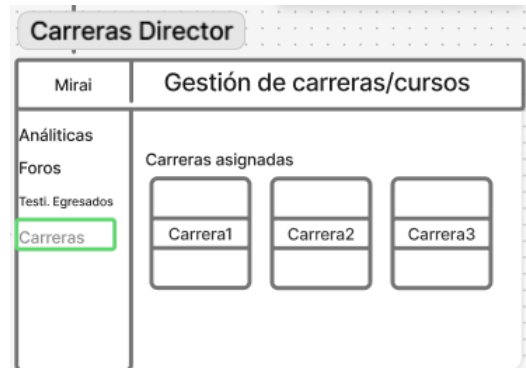 Carreras Director
Mirai
Gestión de carreras/cursos
Análiticas
Foros
Testi. Egresados
Carreras
Carreras asignadas
Carrera1
Carrera2
Carrera3